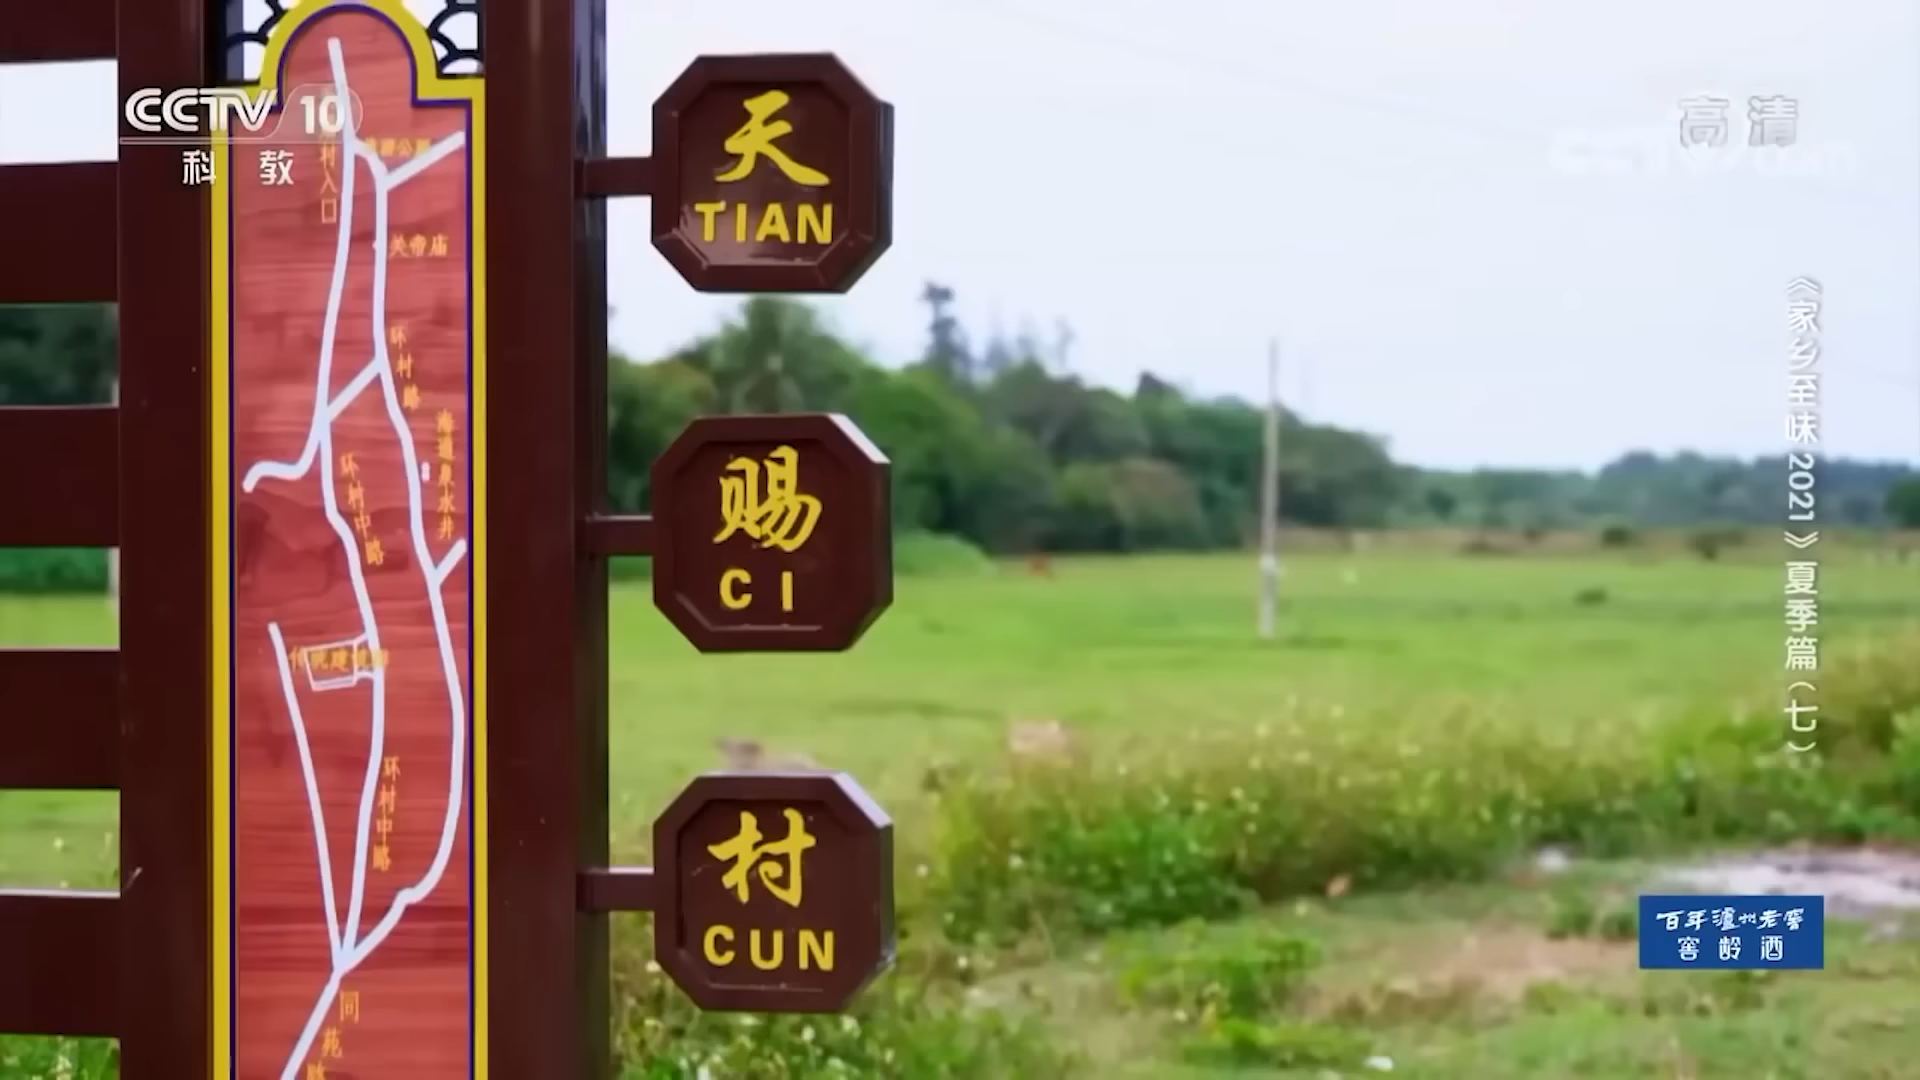 CCTV 10
科教
高清
天
TIAN
赐
CI
村
CUN
村入口
关帝庙
环村路
海通泉水井
环村中路
环村中路
同苑路
《家乡至味2021》夏季篇（七）
百年泸州老窖
窖龄酒